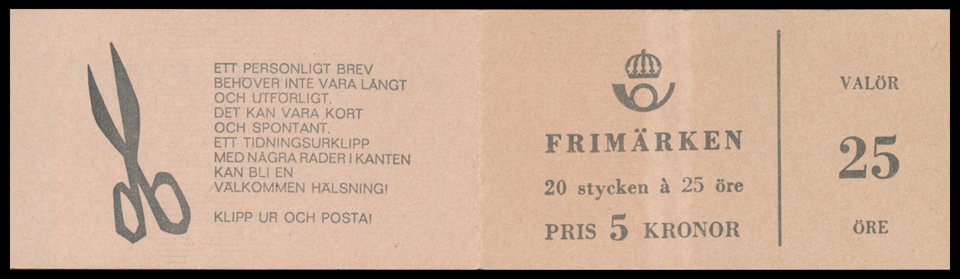 ETT PERSONLIGT BREV
BEHÖVER INTE VARA LÅNGT
OCH UTFÖRLIGT.
DET KAN VARA KORT
OCH SPONTANT.
ETT TIDNINGSURKLIPP
MED NÅGRA RADER I KANTEN
KAN BLI EN
VÄLKOMMEN HÄLSNING!
KLIPP UR OCH POSTA!
FRIMÄRKEN
20 stycken à 25 öre
PRIS 5 KRONOR
VALÖR
25
ÖRE